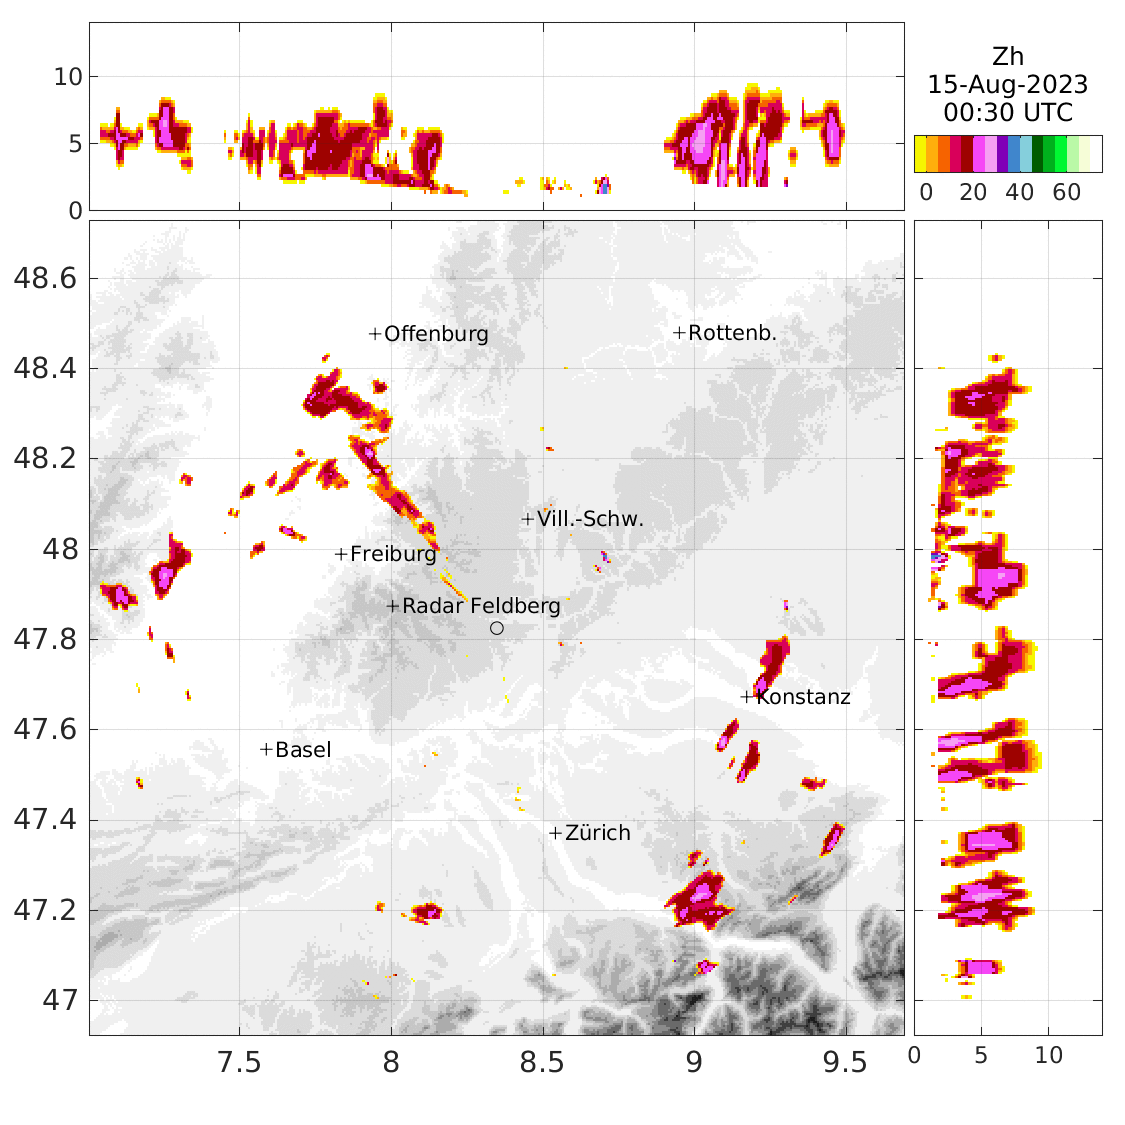 10
5
0
Zh
15-Aug-2023
00:30 UTC
0 20 40 60
48.6
48.4
48.2
48
47.8
47.6
47.4
47.2
47
Offenburg
Rottenb.
Vill.-Schw.
Freiburg
Radar Feldberg
Konstanz
Basel
Zürich
7.5 8 8.5 9 9.5
0 5 10